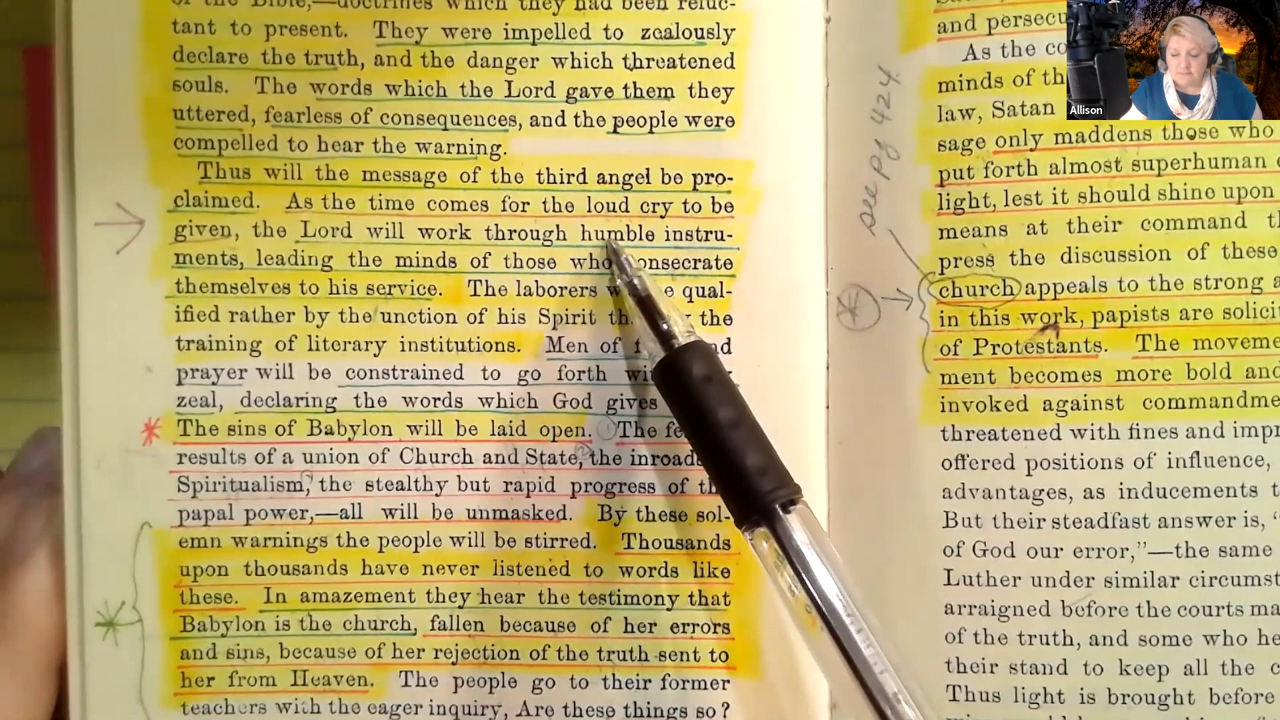 of the Bible,—doctrines which they had been reluc-
tant to present. They were impelled to zealously
declare the truth, and the danger which threatened
souls. The words which the Lord gave them they
uttered, fearless of consequences, and the people were
compelled to hear the warning.
Thus will the message of the third angel be pro-
claimed. As the time comes for the loud cry to be
given, the Lord will work through humble instru-
ments, leading the minds of those who consecrate
themselves to his service. The laborers qual-
ified rather by the unction of his Spirit the
training of literary institutions. Men of
prayer will be constrained to go forth
zeal, declaring the words which God gives
The sins of Babylon will be laid open. The
results of a union of Church and State, the inroads
Spiritualism, the stealthy but rapid progress of
papal power,—all will be unmasked. By these sol-
emn warnings the people will be stirred. Thousands
upon thousands have never listened to words like
these. In amazement they hear the testimony that
Babylon is the church, fallen because of her errors
and sins, because of her rejection of the truth sent to
her from Heaven. The people go to their former
teachers with the eager inquiry, Are these things so?
see pg 424
and persecu
As the co
minds of th
law, Satan
sage only maddens those who
put forth almost superhuman
light, lest it should shine upon
means at their command
press the discussion of these
church appeals to the strong a
in this work, papists are solici
of Protestants. The moveme
ment becomes more bold and
invoked against commandme
threatened with fines and impr
offered positions of influence,
advantages, as inducements t
But their steadfast answer is, "
of God our error,"—the same
Luther under similar circumst
arraigned before the courts ma
of the truth, and some who he
their stand to keep all the c
Thus light is brought before
Allison